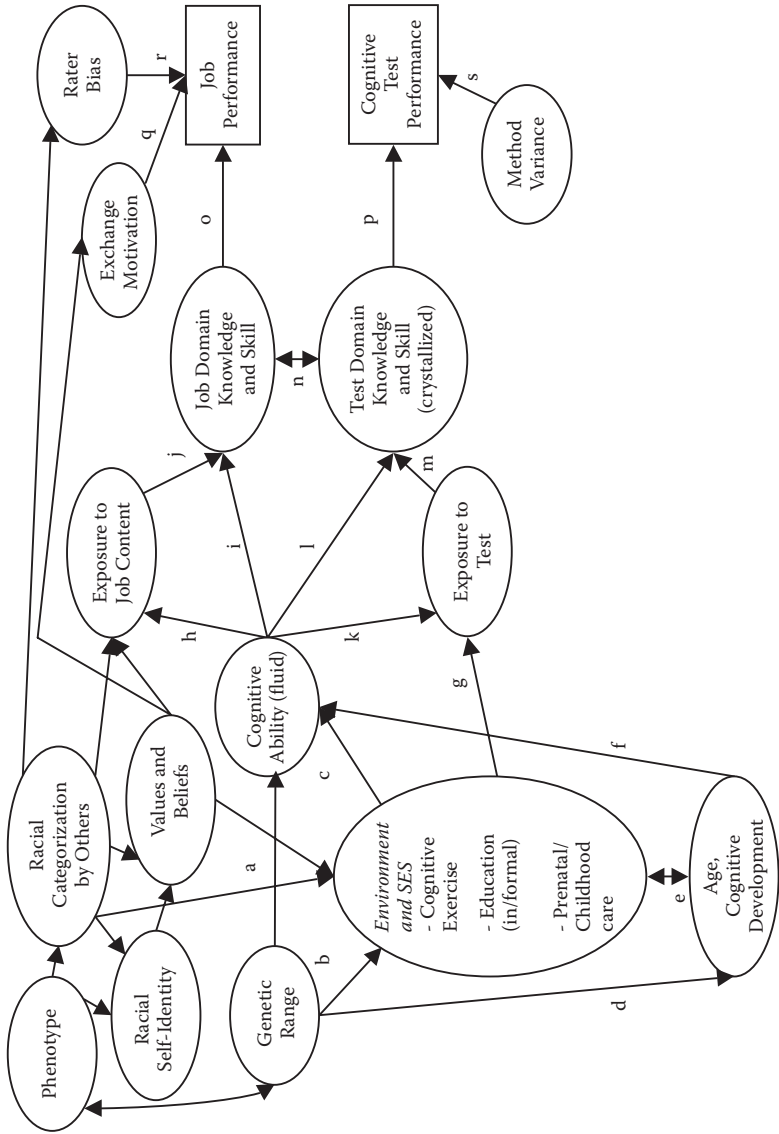 Phenotype
Racial
Self-Identity
Genetic
Range
Racial
Categorization
by Others
Values and
Beliefs
a
b
Environment
and SES
- Cognitive
Exercise
- Education
(in/formal)
- Prenatal/
Childhood
care
d
e
Age,
Cognitive
Development
c
f
Cognitive
Ability (fluid)
g
h
k
Exposure to
Job Content
Exposure to
Test
i
l
j
m
Job Domain
Knowledge
and Skill
n
Test Domain
Knowledge
and Skill
(crystallized)
Exchange
Motivation
o
p
q
Rater
Bias
r
Job
Performance
Cognitive
Test
Performance
s
Method
Variance